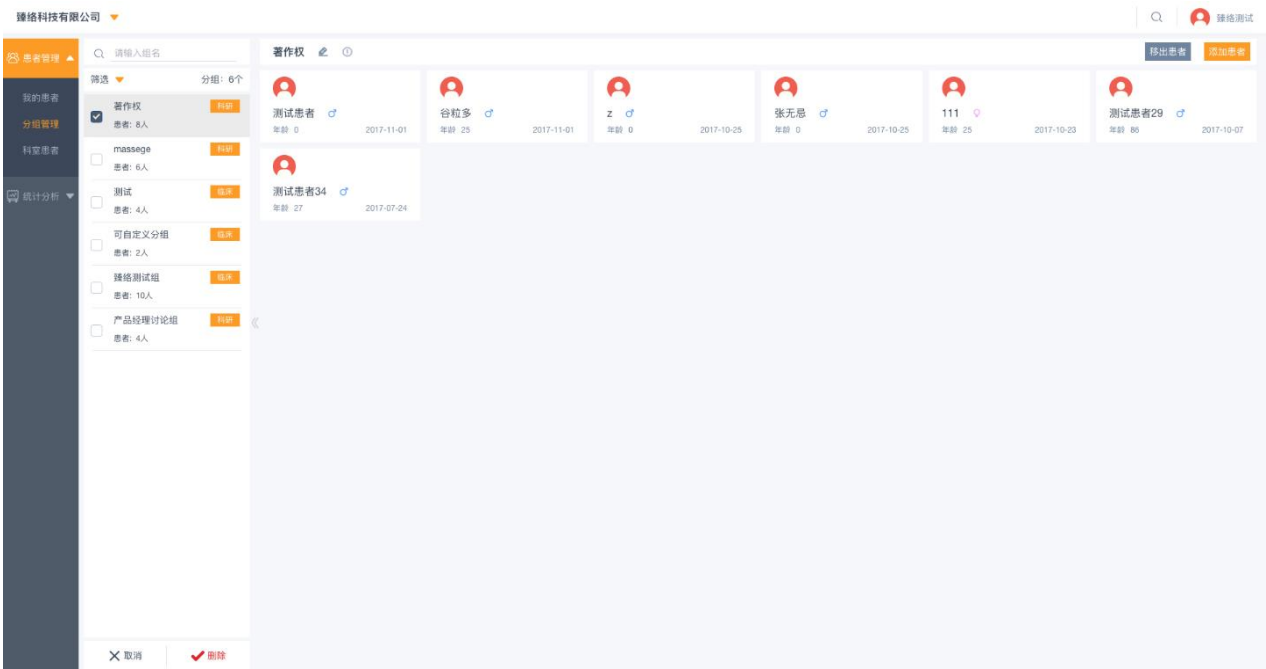 臻络科技有限公司
臻络测试
患者管理
我的患者
分组管理
科室患者
统计分析
请输入组名
筛选 分组: 6个
著作权 科研
患者: 8人
massege 科研
患者: 6人
测试 临床
患者: 4人
可自定义分组 临床
患者: 2人
臻络测试组 临床
患者: 10人
产品经理讨论组 科研
患者: 4人
取消 删除
著作权
移出患者 添加患者
测试患者
年龄 0 2017-11-01
谷粒多
年龄 25 2017-11-01
z
年龄 0 2017-10-25
张无忌
年龄 0 2017-10-25
111
年龄 25 2017-10-23
测试患者29
年龄 86 2017-10-07
测试患者34
年龄 27 2017-07-24